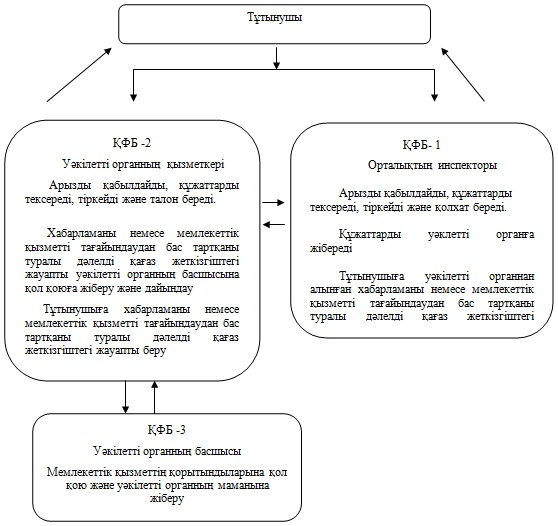 Тұтынушы
ҚФБ -2
Уәкілетті органның қызметкері
Арызды қабылдайды, құжаттарды
тексереді, тіркейді және талон береді.
Хабарламаны немесе мемлекеттік
қызметті тағайындаудан бас тартқаны
туралы дәлелді қағаз жеткізгіштегі
жауапты уәкілетті органның басшысына
қол қоюға жіберу және дайындау
Тұтынушыға хабарламаны немесе
мемлекеттік қызметті тағайындаудан бас
тартқаны туралы дәлелді қағаз
жеткізгіштегі жауапты беру
ҚФБ- 1
Орталықтың инспекторы
Арызды қабылдайды, құжаттарды
тексереді, тіркейді және қолхат береді.
Құжаттарды уәклетті органға
жібереді
Тұтынушыға уәкілетті органнан
алынған хабарламаны немесе мемлекеттік
қызметті тағайындаудан бас тартқаны
туралы дәлелді қағаз жеткізгіштегі
ҚФБ -3
Уәкілетті органның басшысы
Мемлекеттік қызметтің қорытындыларына қол
қою және уәкілетті органның маманына
жіберу